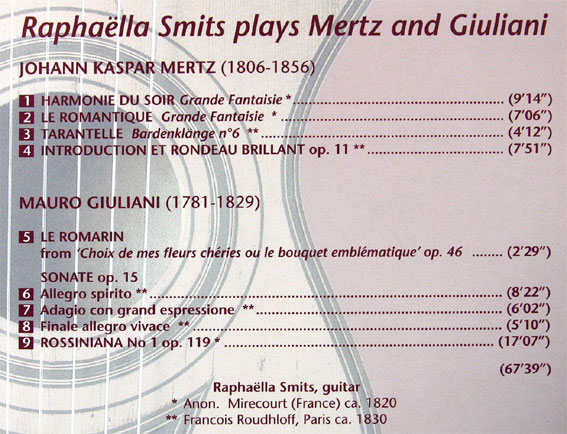 Raphaëlla Smits plays Mertz and Giuliani
JOHANN KASPAR MERTZ (1806-1856)
1 HARMONIE DU SOIR Grande Fantaisie * (9'14")
2 LE ROMANTIQUE Grande Fantaisie * (7'06")
3 TARANTELLE Bardenklänge n°6 ** (4'12")
4 INTRODUCTION ET RONDEAU BRILLANT op. 11 ** (7'51")
MAURO GIULIANI (1781-1829)
5 LE ROMARIN
from 'Choix de mes fleurs chéries ou le bouquet emblématique' op. 46 ........ (2'29")
SONATE op. 15
6 Allegro spirito ** (8'22")
7 Adagio con grand espressione ** (6'02")
8 Finale allegro vivace ** (5'10")
9 ROSSINIANA No 1 op. 119 * (17'07")
(67'39")
Raphaëlla Smits, guitar
* Anon. Mirecourt (France) ca. 1820
** Francois Roudhloff, Paris ca. 1830